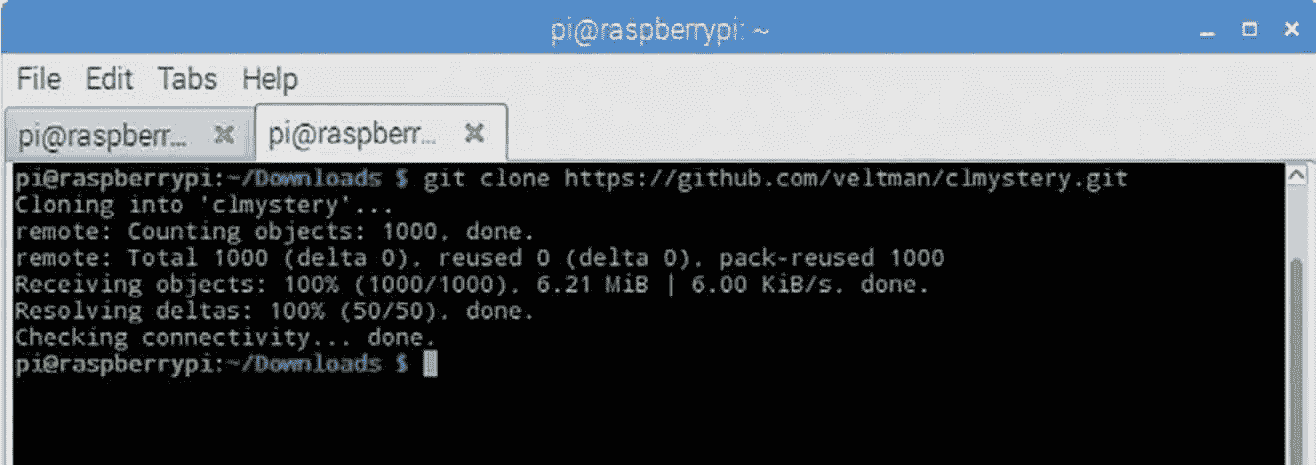 pi@raspberrypi: ~
File Edit Tabs Help
pi@raspberr... pi@raspberr...
pi@raspberrypi:~/Downloads $ git clone https://github.com/veltman/clmystery.git
Cloning into 'clmystery'...
remote: Counting objects: 1000, done.
remote: Total 1000 (delta 0), reused 0 (delta 0), pack-reused 1000
Receiving objects: 100% (1000/1000), 6.21 MiB | 6.00 KiB/s, done.
Resolving deltas: 100% (50/50), done.
Checking connectivity... done.
pi@raspberrypi:~/Downloads $